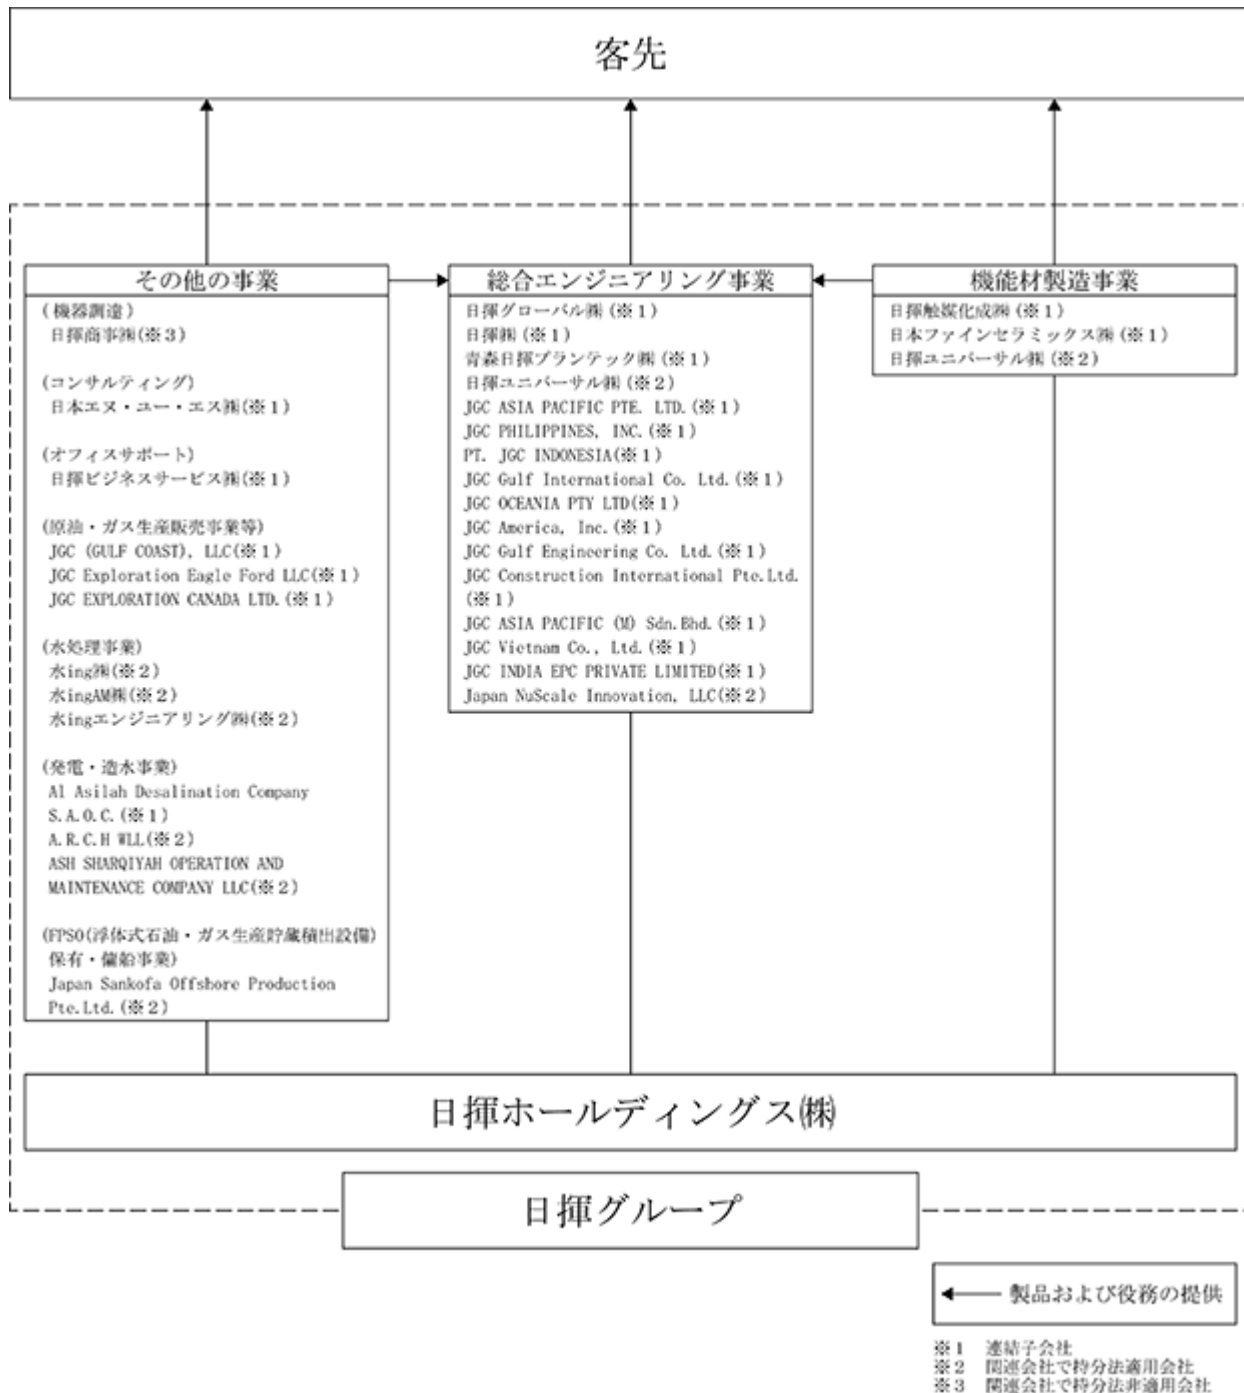 客先
その他の事業
(機器調達)
日揮商事㈱(※3)
(コンサルティング)
日本エヌ・ユー・エス㈱(※1)
(オフィスサポート)
日揮ビジネスサービス㈱(※1)
(原油・ガス生産販売事業等)
JGC (GULF COAST), LLC(※1)
JGC Exploration Eagle Ford LLC(※1)
JGC EXPLORATION CANADA LTD.(※1)
(水処理事業)
水ing㈱(※2)
水ingAM㈱(※2)
水ingエンジニアリング㈱(※2)
(発電・造水事業)
Al Asilah Desalination Company
S.A.O.C.(※1)
A.R.C.H WLL(※2)
ASH SHARQIYAH OPERATION AND
MAINTENANCE COMPANY LLC(※2)
(FPSO(浮体式石油・ガス生産貯蔵積出設備)
保有・傭船事業)
Japan Sankofa Offshore Production
Pte.Ltd.(※2)
総合エンジニアリング事業
日揮グローバル㈱(※1)
日揮㈱(※1)
青森日揮プランテック㈱(※1)
日揮ユニバーサル㈱(※2)
JGC ASIA PACIFIC PTE. LTD.(※1)
JGC PHILIPPINES, INC.(※1)
PT. JGC INDONESIA(※1)
JGC Gulf International Co. Ltd.(※1)
JGC OCEANIA PTY LTD(※1)
JGC America, Inc.(※1)
JGC Gulf Engineering Co. Ltd.(※1)
JGC Construction International Pte.Ltd.
(※1)
JGC ASIA PACIFIC (M) Sdn.Bhd.(※1)
JGC Vietnam Co., Ltd.(※1)
JGC INDIA EPC PRIVATE LIMITED(※1)
Japan NuScale Innovation, LLC(※2)
機能材製造事業
日揮触媒化成㈱(※1)
日本ファインセラミックス㈱(※1)
日揮ユニバーサル㈱(※2)
日揮ホールディングス㈱
日揮グループ
製品および役務の提供
※1 連結子会社
※2 関連会社で持分法適用会社
※3 関連会社で持分法非適用会社